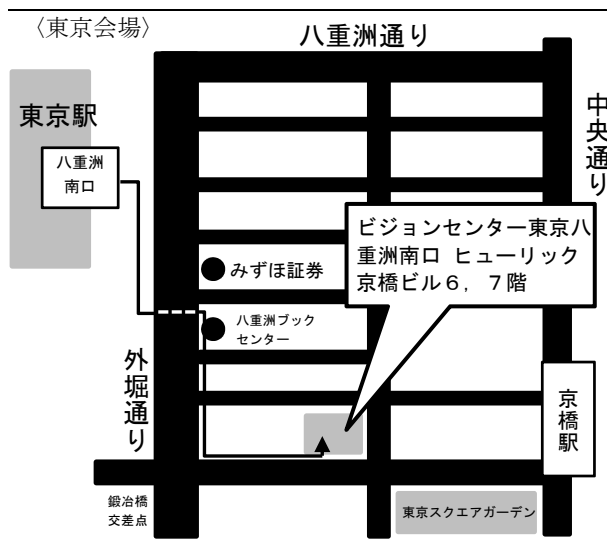 〈東京会場〉
八重洲通り
東京駅
中央通り
八重洲
南口
ビジョンセンター東京八
重洲南口 ヒューリック
京橋ビル６，７階
みずほ証券
八重洲ブック
センター
外堀通り
京橋駅
鍛冶橋
交差点
東京スクエアガーデン